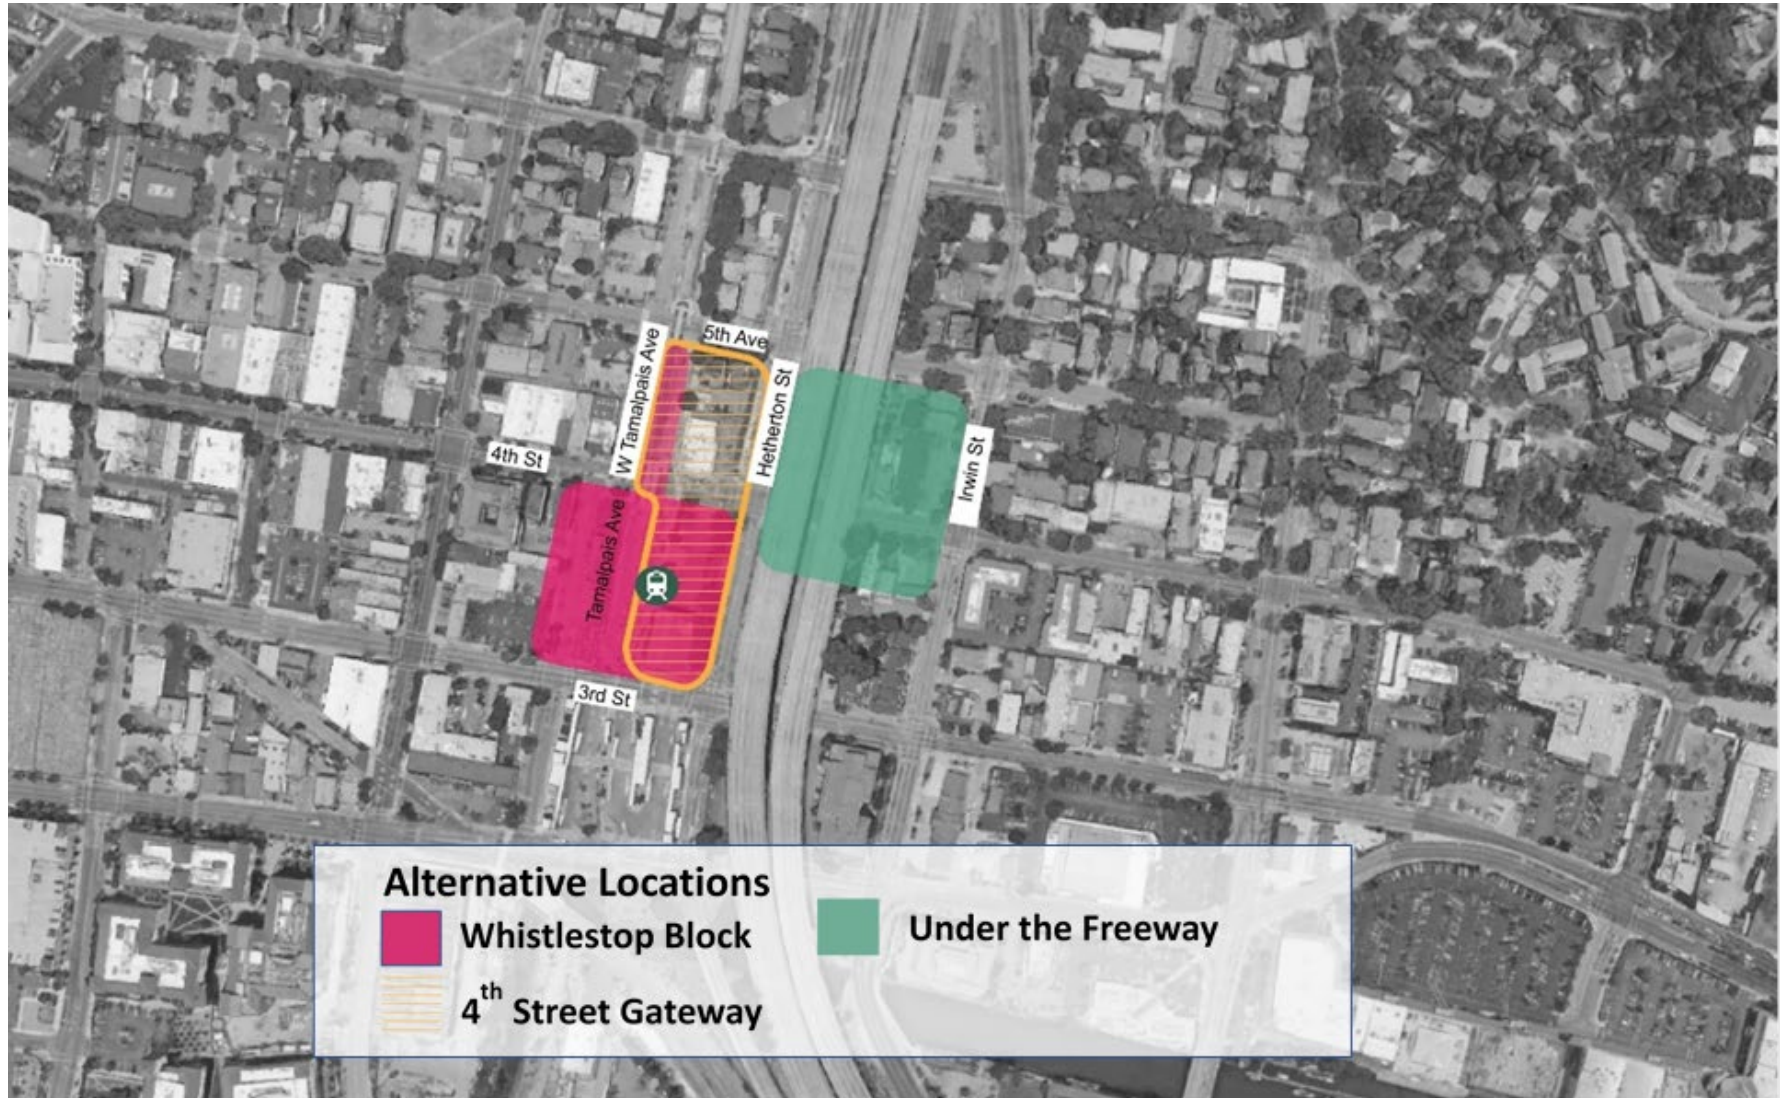 5th Ave
W Tamalpais Ave
Hetherton St
4th St
Irwin St
Tamalpais Ave
3rd St
Alternative Locations
Whistlestop Block
Under the Freeway
4th Street Gateway